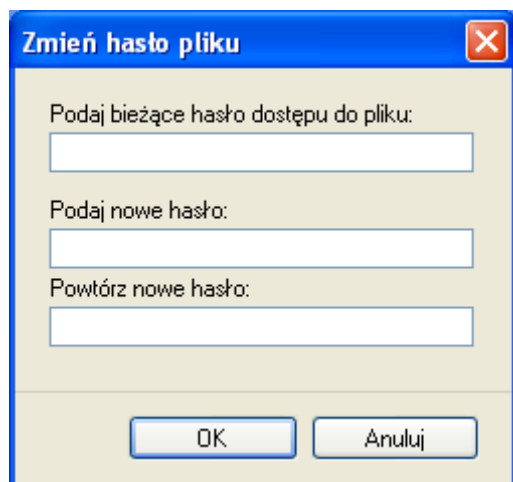 Zmień hasło pliku
Podaj bieżące hasło dostępu do pliku:
Podaj nowe hasło:
Powtórz nowe hasło:
OK Anuluj